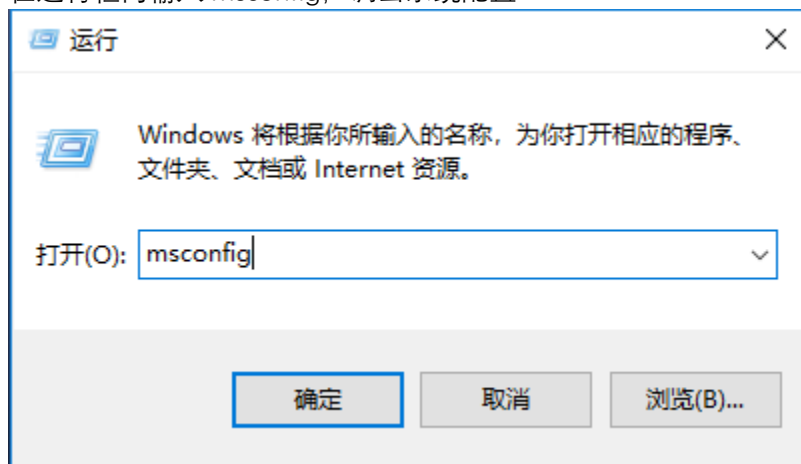 运行
Windows 将根据你所输入的名称，为你打开相应的程序、
文件夹、文档或 Internet 资源。
打开(O): msconfig
确定 取消 浏览(B)...